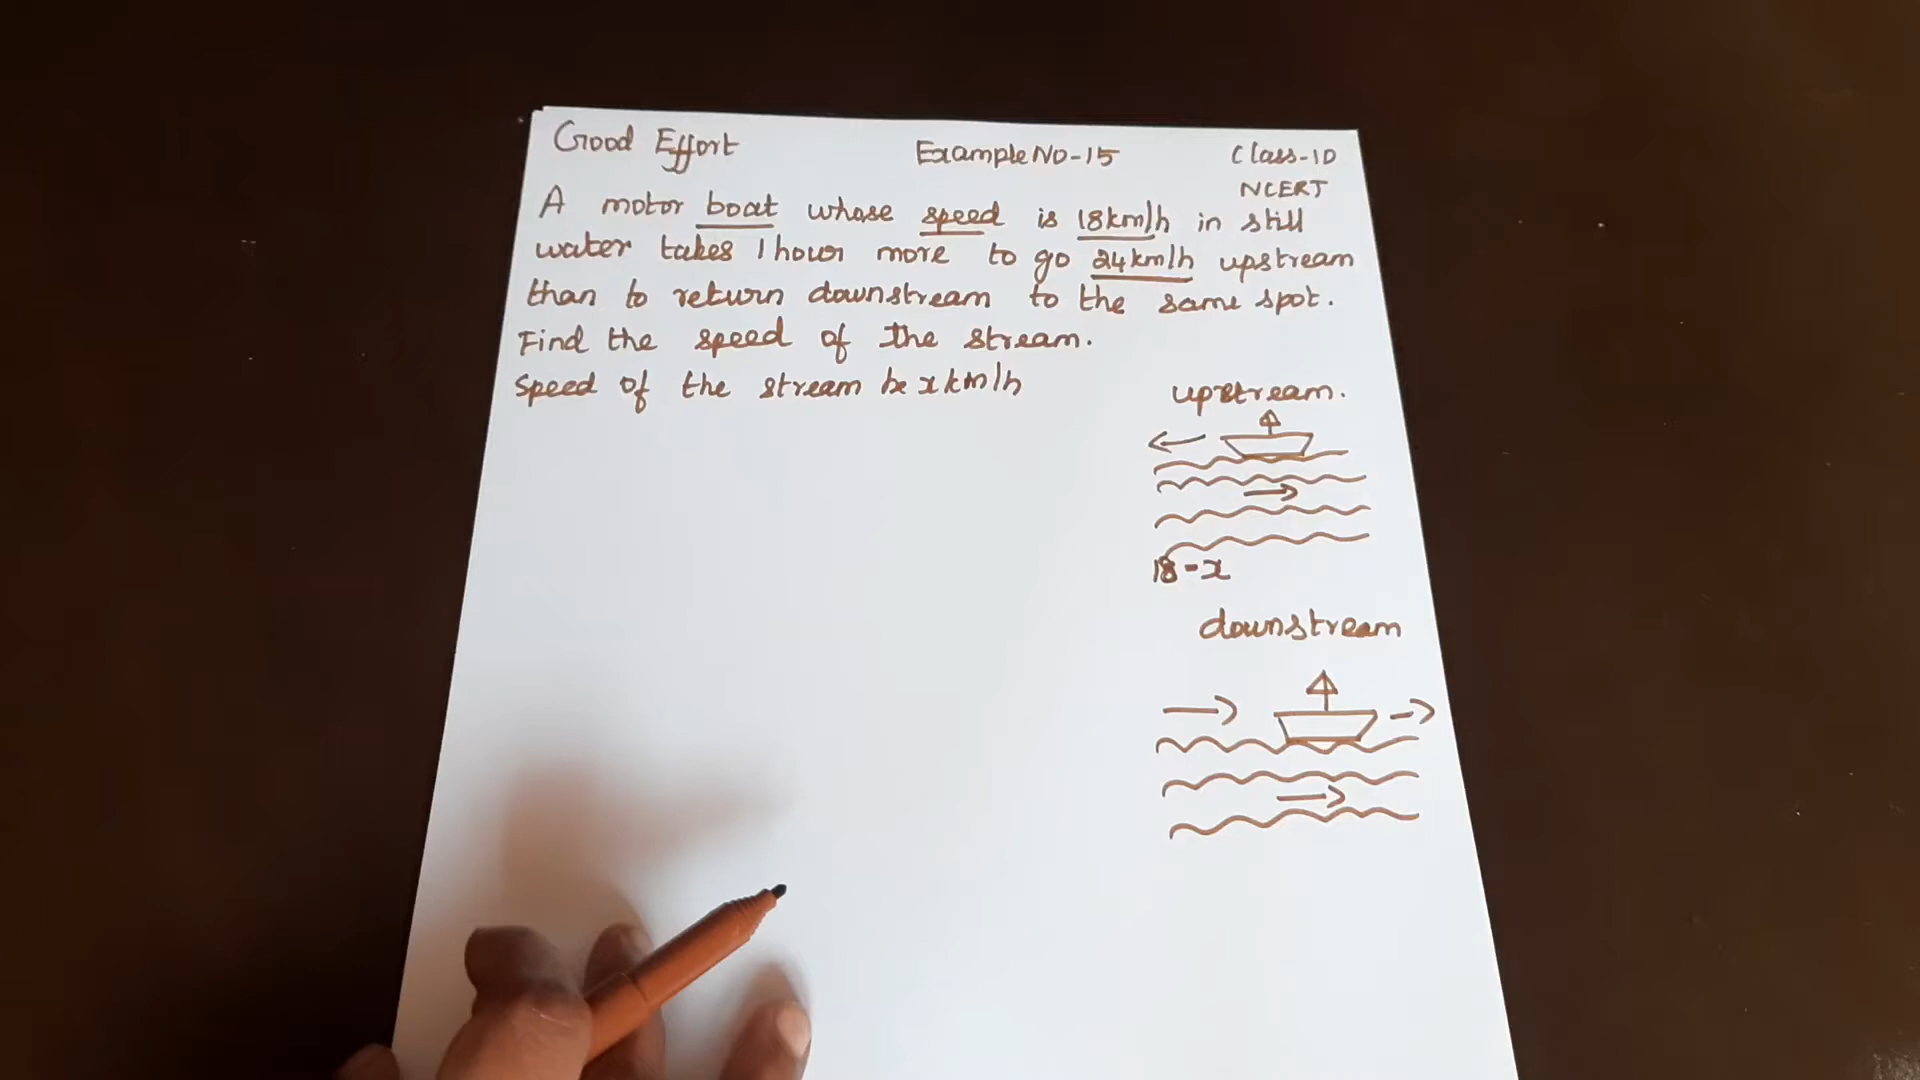 Good Effort Example No-15 Class-10
NCERT
A motor boat whose speed is 18km/h in still
water takes 1hour more to go 24km/h upstream
than to return downstream to the same spot.
Find the speed of the stream.
Speed of the stream be x km/h
upstream.
18-x
downstream